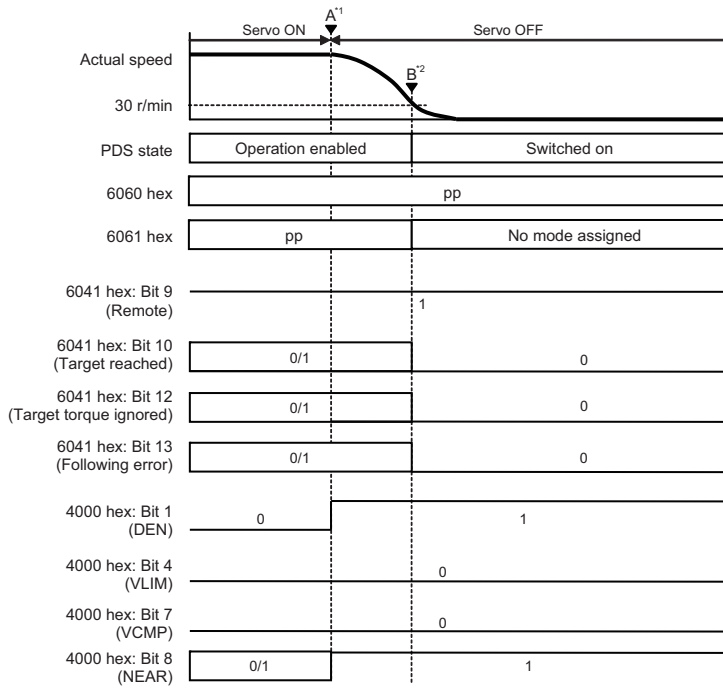 A*1
Servo ON
Servo OFF
Actual speed
B*2
30 r/min
PDS state
Operation enabled
Switched on
6060 hex
pp
6061 hex
pp
No mode assigned
6041 hex: Bit 9
(Remote)
1
6041 hex: Bit 10
(Target reached)
0/1
0
6041 hex: Bit 12
(Target torque ignored)
0/1
0
6041 hex: Bit 13
(Following error)
0/1
0
4000 hex: Bit 1
(DEN)
0
1
4000 hex: Bit 4
(VLIM)
0
4000 hex: Bit 7
(VCMP)
0
4000 hex: Bit 8
(NEAR)
0/1
1